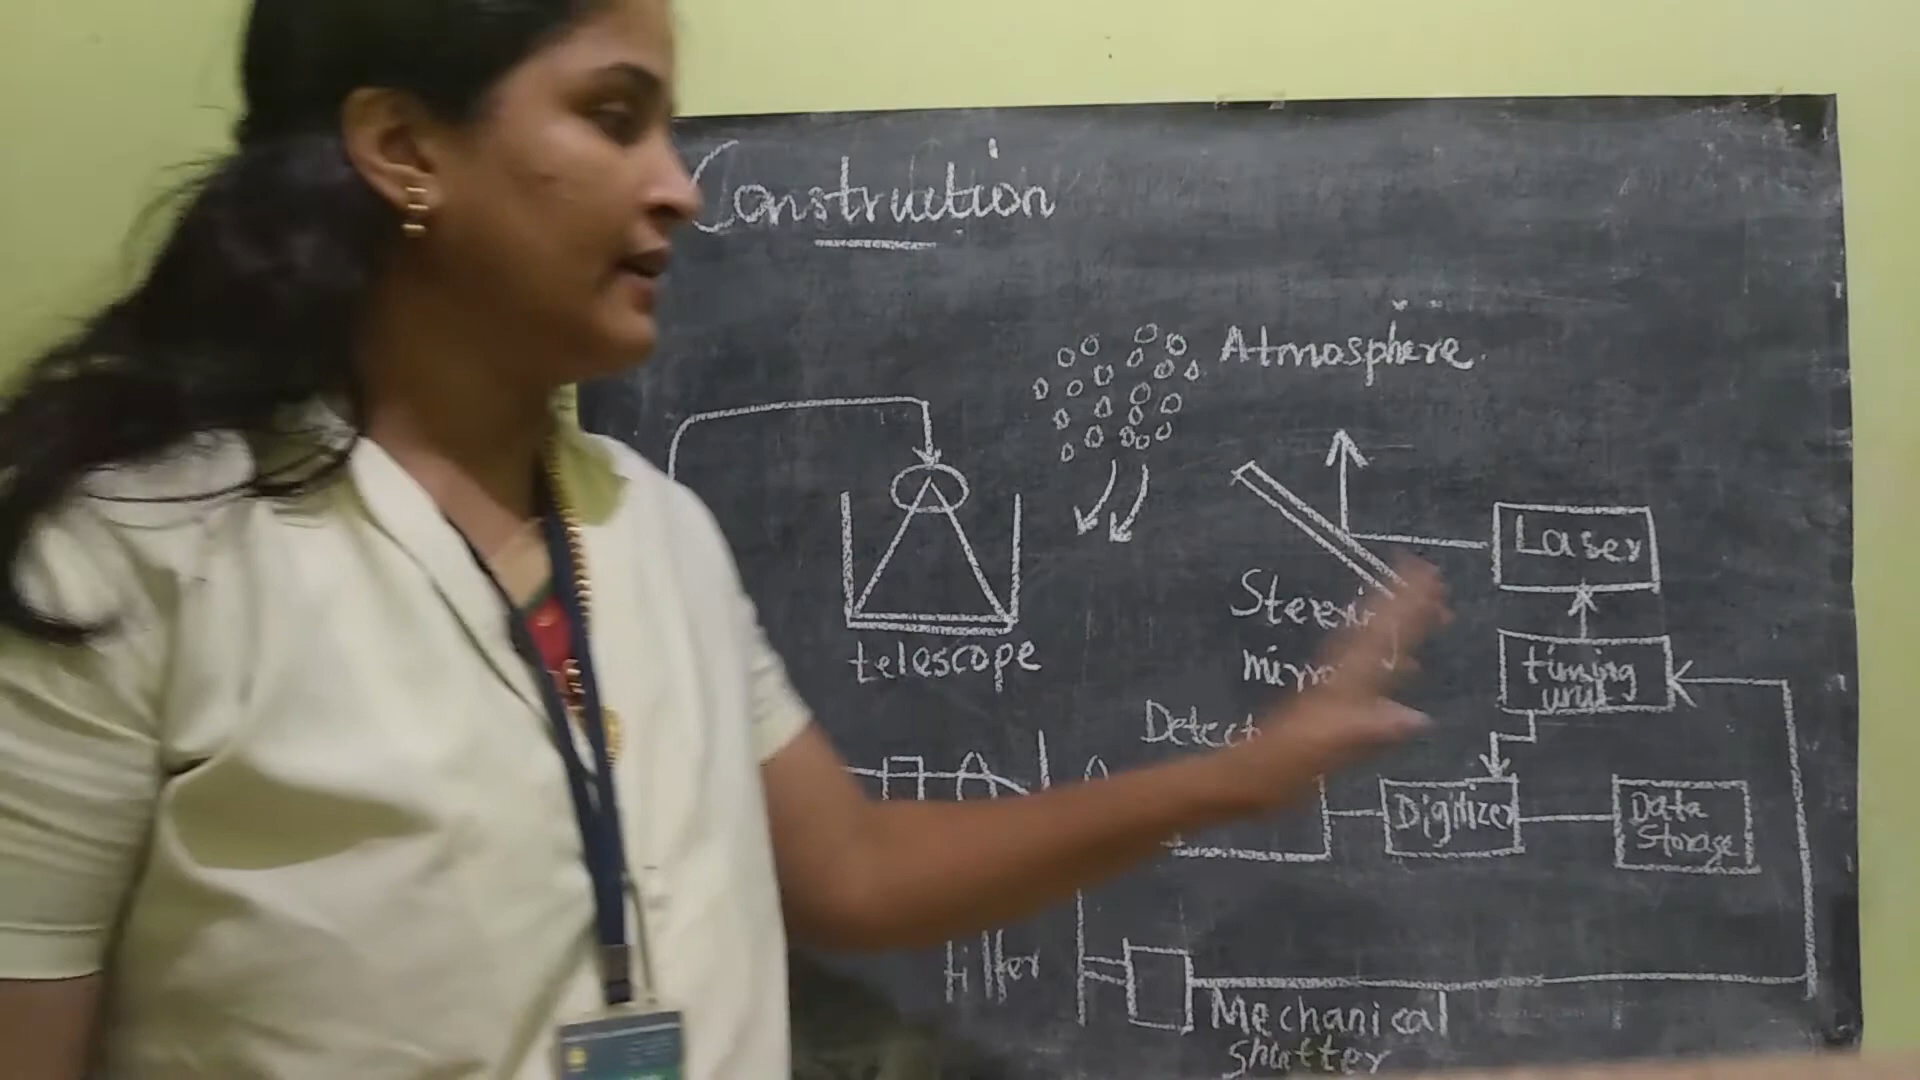 Construction
Atmosphere.
Laser
telescope
timing
unit
Digitizer
Data
Storage
filter
Mechanical
Shutter